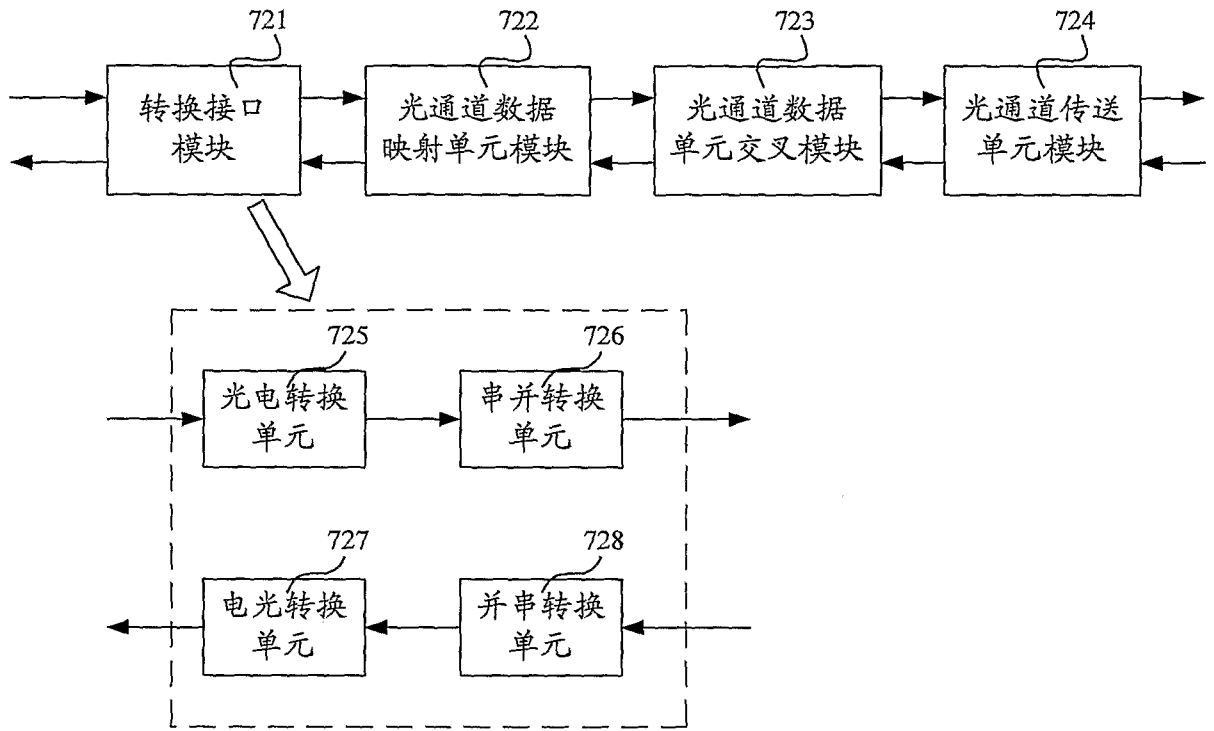 721
722
723
724
转换接口
模块
光通道数据
映射单元模块
光通道数据
单元交叉模块
光通道传送
单元模块
725
726
光电转换
单元
串并转换
单元
727
728
电光转换
单元
并串转换
单元